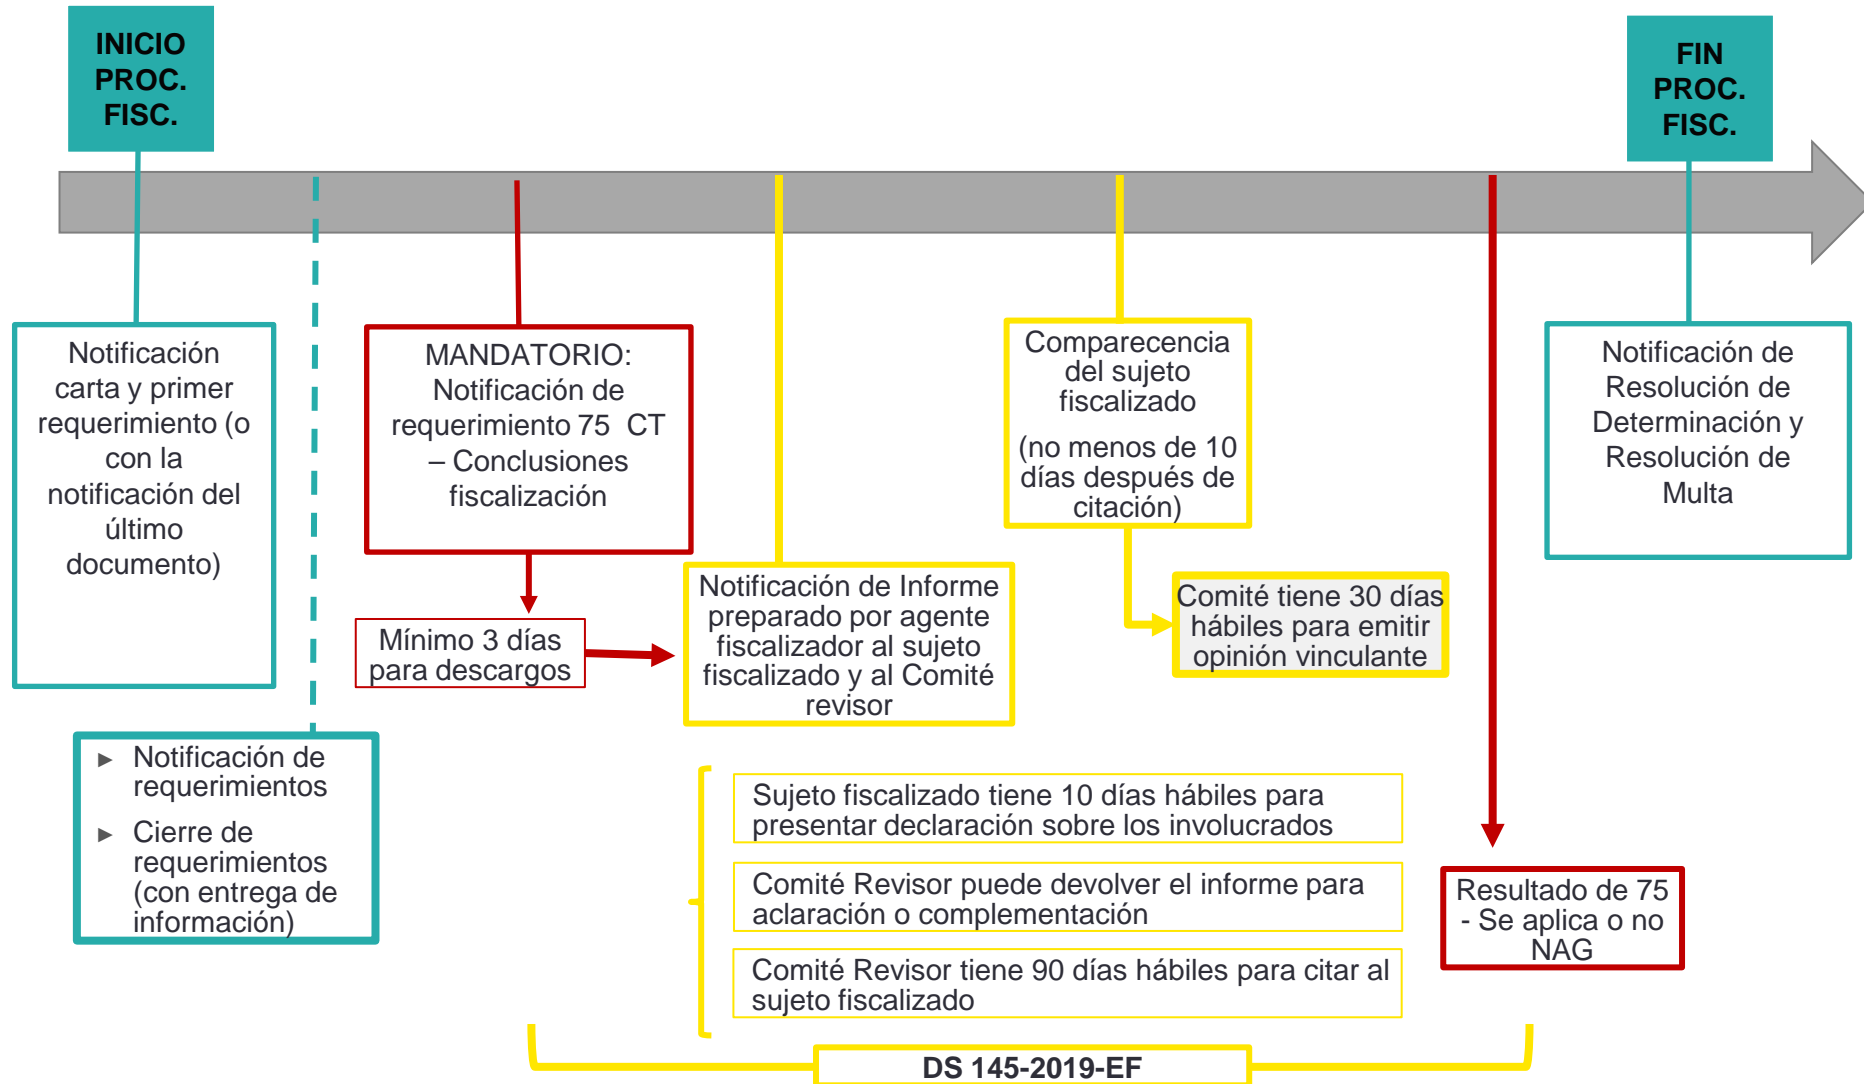 INICIO
PROC.
FISC.
FIN
PROC.
FISC.
Notificación
carta y primer
requerimiento (o
con la
notificación del
último
documento)
► Notificación de
requerimientos
► Cierre de
requerimientos
(con entrega de
información)
MANDATORIO:
Notificación de
requerimiento 75 CT
– Conclusiones
fiscalización
Mínimo 3 días
para descargos
Notificación de Informe
preparado por agente
fiscalizador al sujeto
fiscalizado y al Comité
revisor
Comparecencia
del sujeto
fiscalizado
(no menos de 10
días después de
citación)
Comité tiene 30 días
hábiles para emitir
opinión vinculante
Sujeto fiscalizado tiene 10 días hábiles para
presentar declaración sobre los involucrados
Comité Revisor puede devolver el informe para
aclaración o complementación
Comité Revisor tiene 90 días hábiles para citar al
sujeto fiscalizado
DS 145-2019-EF
Resultado de 75
- Se aplica o no
NAG
Notificación de
Resolución de
Determinación y
Resolución de
Multa